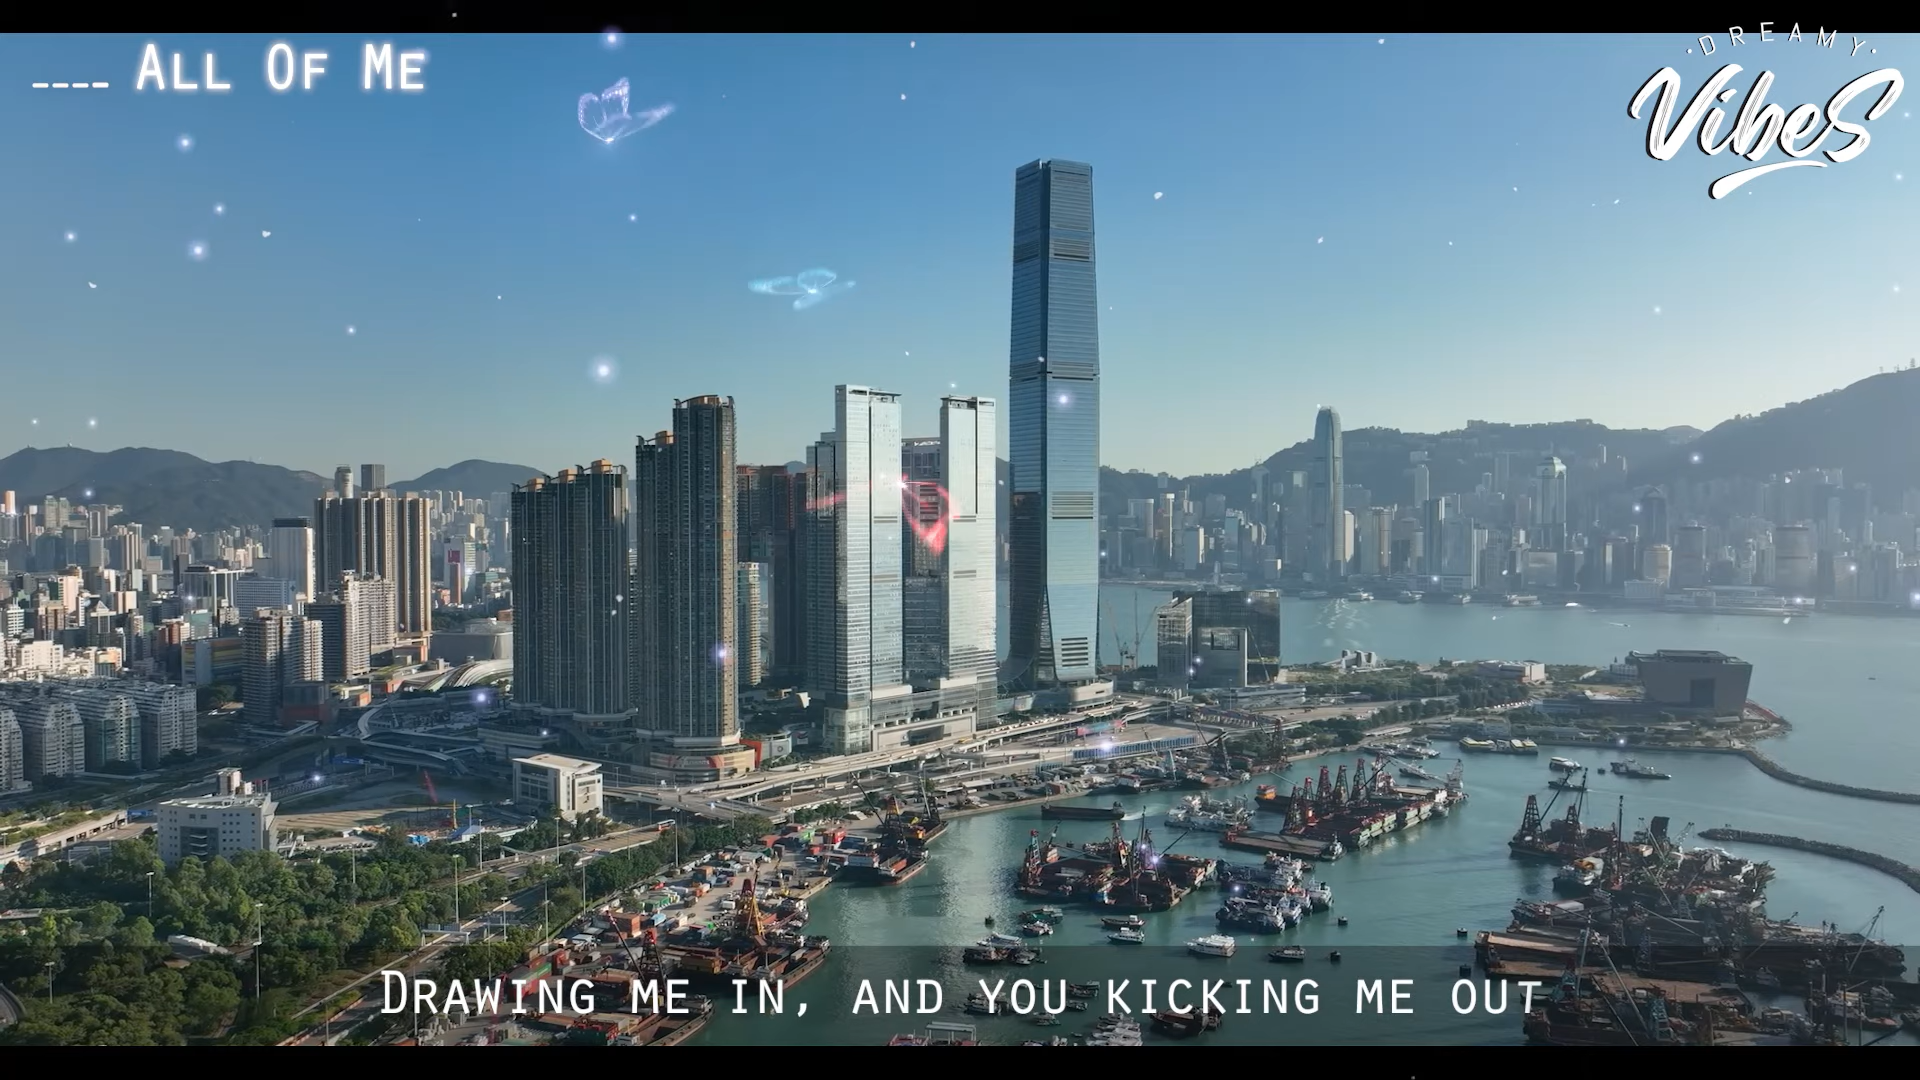 ---- All Of Me
·DREAMY·
Vibes
Drawing me in, and you kicking me out